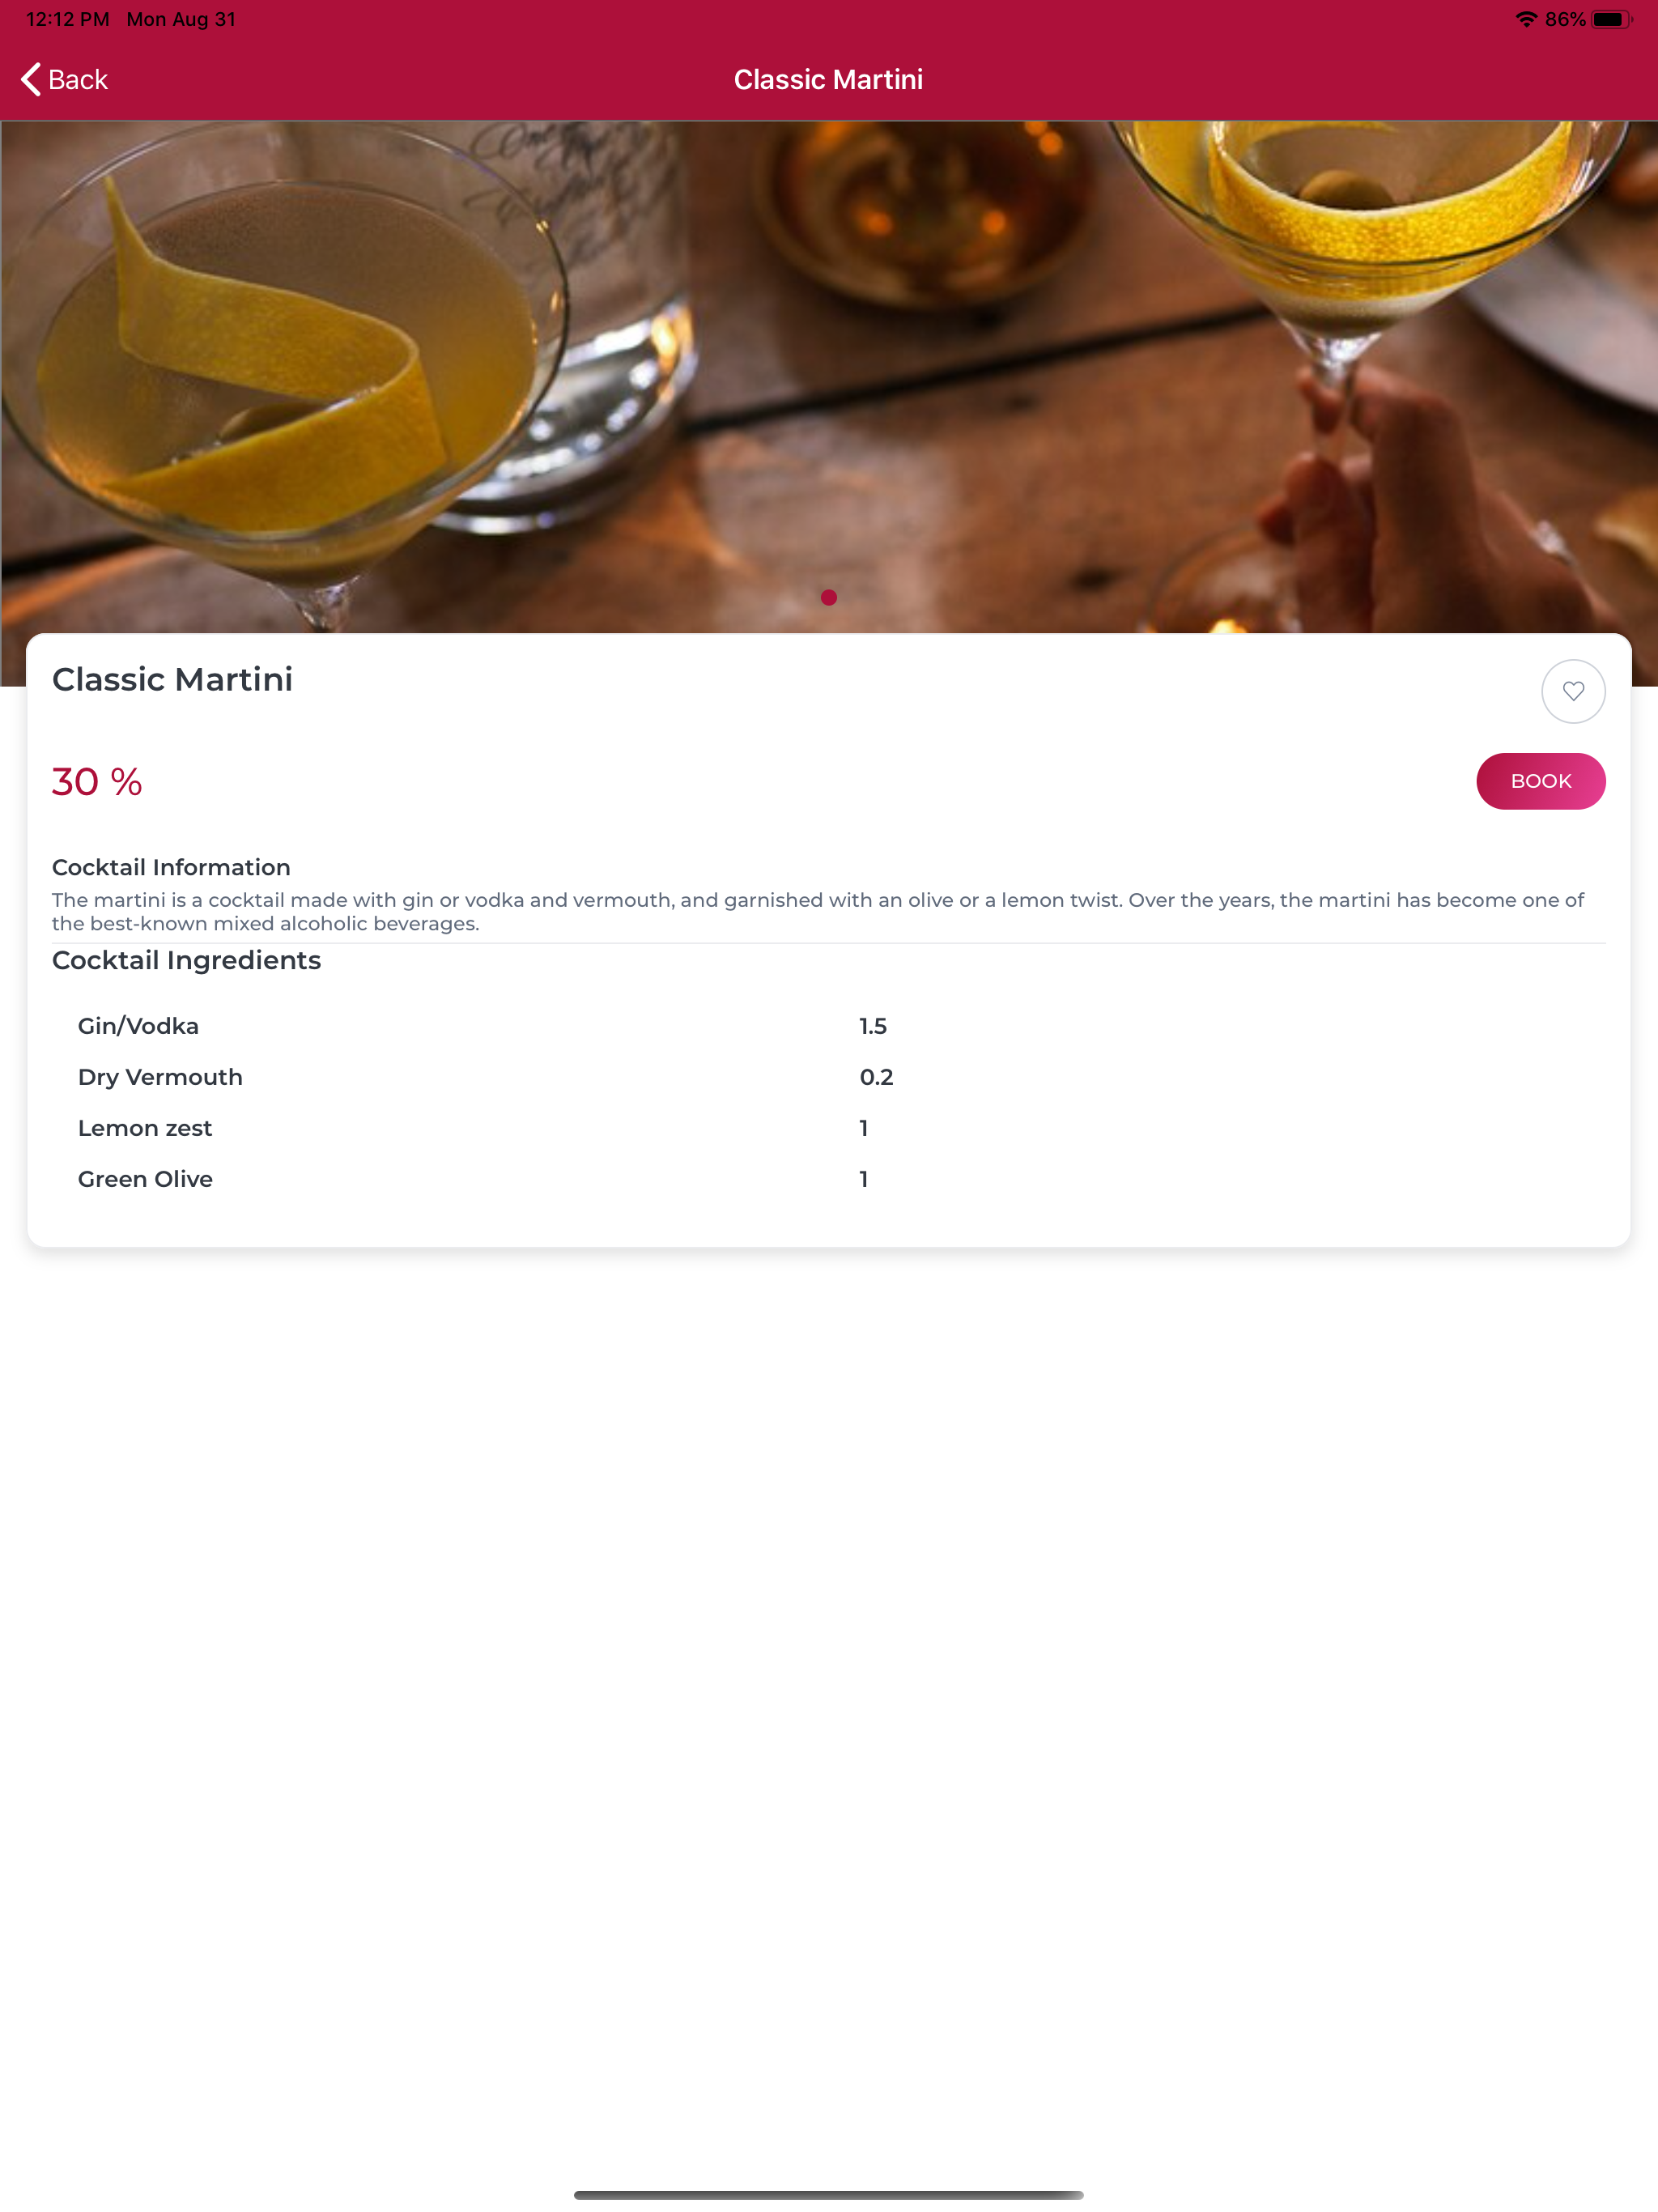 12:12 PM Mon Aug 31 86%
Back Classic Martini
Classic Martini
30 %
BOOK
Cocktail Information
The martini is a cocktail made with gin or vodka and vermouth, and garnished with an olive or a lemon twist. Over the years, the martini has become one of
the best-known mixed alcoholic beverages.
Cocktail Ingredients
Gin/Vodka 1.5
Dry Vermouth 0.2
Lemon zest 1
Green Olive 1